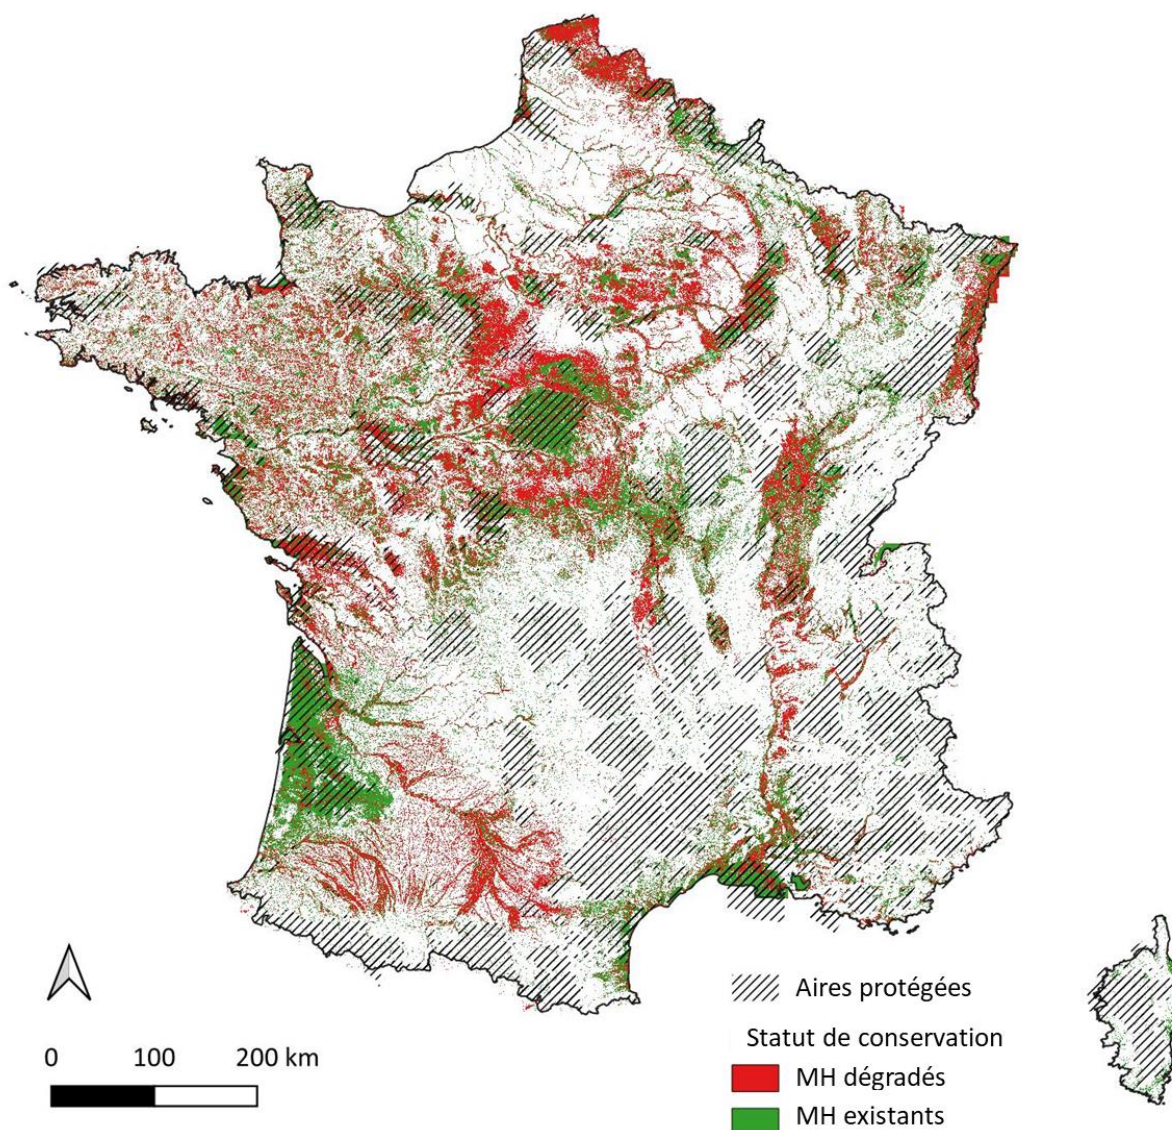 Aires protégées
Statut de conservation
MH dégradés
MH existants
0 100 200 km